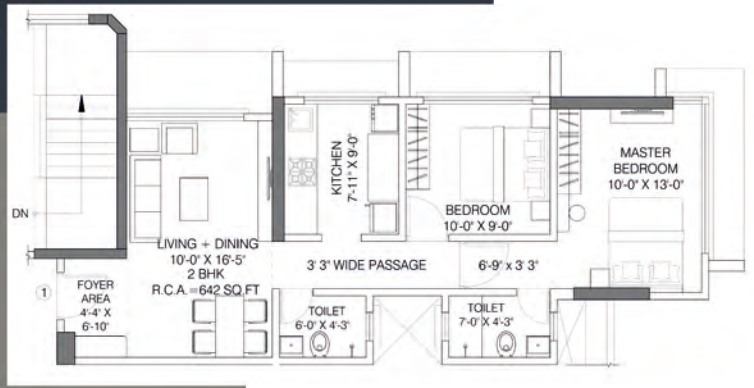 DN
LIVING + DINING
10'-0" X 16'-5"
2 BHK
R.C.A. = 642 SQ.FT
1
FOYER
AREA
4'-4" X
6'-10"
KITCHEN
7'-11" X 9'-0"
BEDROOM
10'-0" X 9'-0"
MASTER
BEDROOM
10'-0" X 13'-0"
3' 3" WIDE PASSAGE
6'-9" x 3' 3"
TOILET
6'-0" X 4'-3"
TOILET
7'-0" X 4'-3"